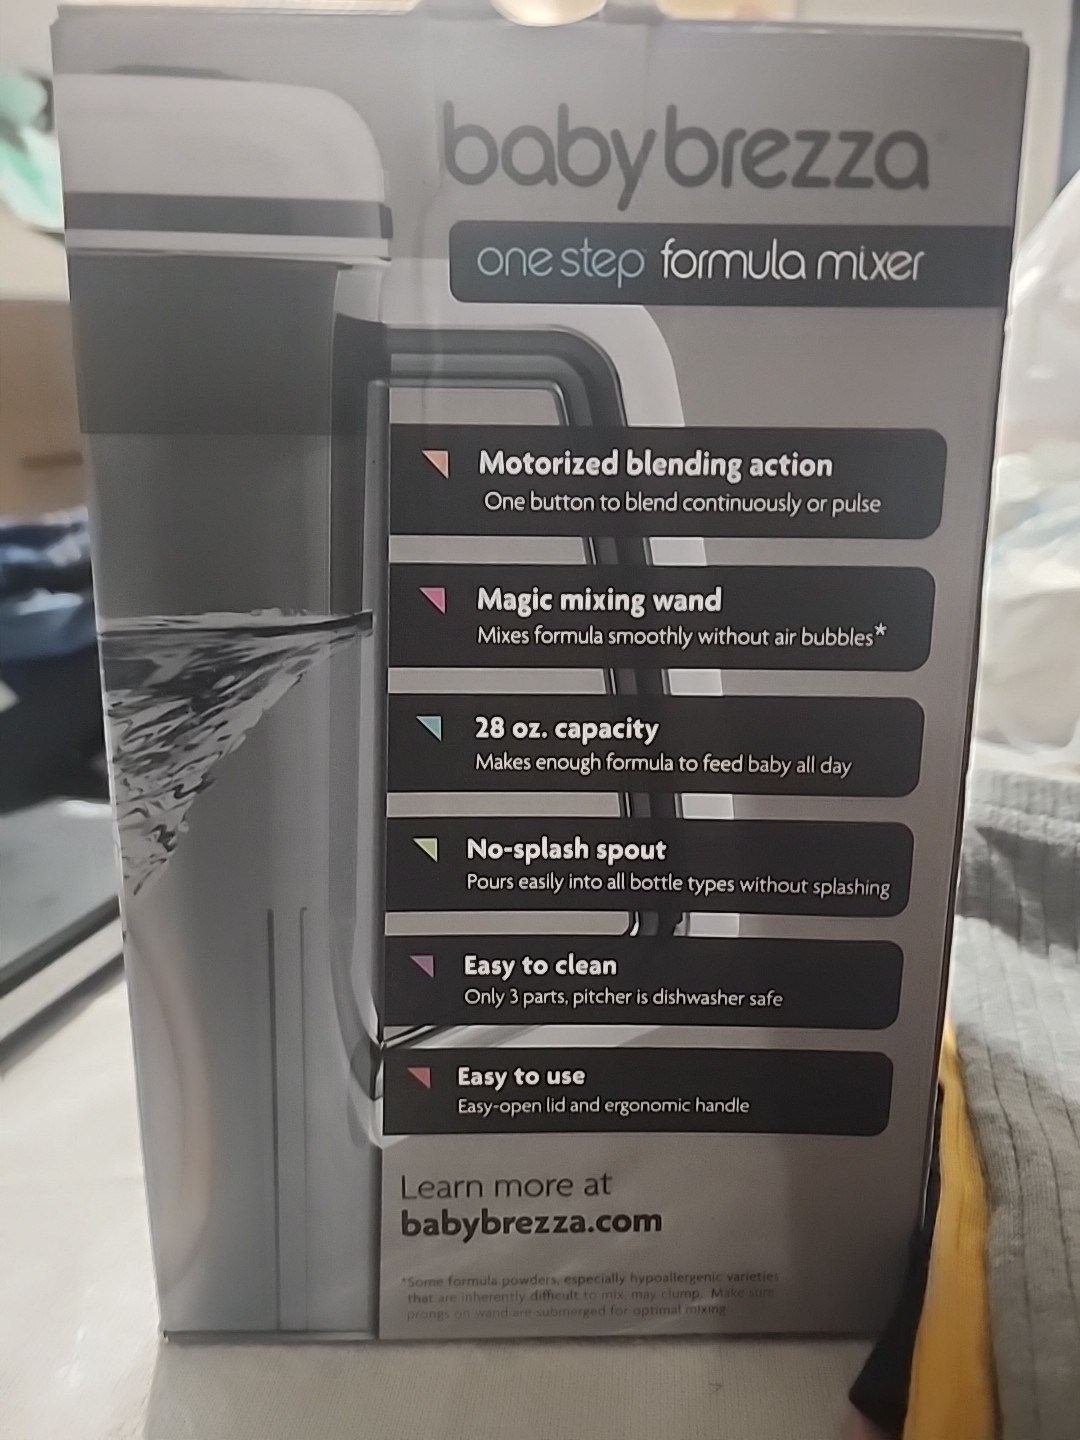 baby brezza
one step formula mixer
Motorized blending action
One button to blend continuously or pulse
Magic mixing wand
Mixes formula smoothly without air bubbles*
28 oz. capacity
Makes enough formula to feed baby all day
No-splash spout
Pours easily into all bottle types without splashing
Easy to clean
Only 3 parts, pitcher is dishwasher safe
Easy to use
Easy-open lid and ergonomic handle
Learn more at
babybrezza.com
*Some formula powders, especially hypoallergenic varieties
that are inherently difficult to mix, may clump. Make sure
prongs on wand are submerged for optimal mixing